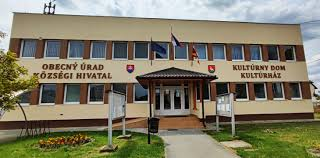 OBECNÝ ÚRAD
KÖZSÉGI HIVATAL
KULTÚRNY DOM
KULTÚRHÁZ